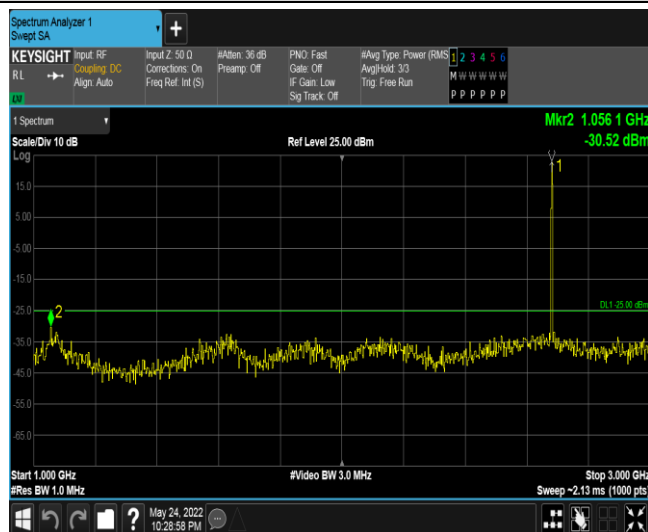 Spectrum Analyzer 1
Swept SA
KEYSIGHT
RL
Input: RF
Coupling: DC
Align: Auto
Input Z: 50 Ω
Corrections: On
Freq Ref: Int (S)
#Atten: 36 dB
Preamp: Off
PNO: Fast
Gate: Off
IF Gain: Low
Sig Track: Off
#Avg Type: Power (RMS
Avg|Hold: 3/3
Trig: Free Run
1 2 3 4 5 6
M W W W W W
P P P P P P
1 Spectrum
Mkr2 1.056 1 GHz
Scale/Div 10 dB
Ref Level 25.00 dBm
-30.52 dBm
Log
1
15.0
5.00
-5.00
-15.0
-25.0
2
DL1 -25.00 dBm
-35.0
-45.0
-55.0
-65.0
Start 1.000 GHz
#Video BW 3.0 MHz
Stop 3.000 GHz
#Res BW 1.0 MHz
Sweep ~2.13 ms (1000 pts)
?
May 24, 2022
10:28:58 PM